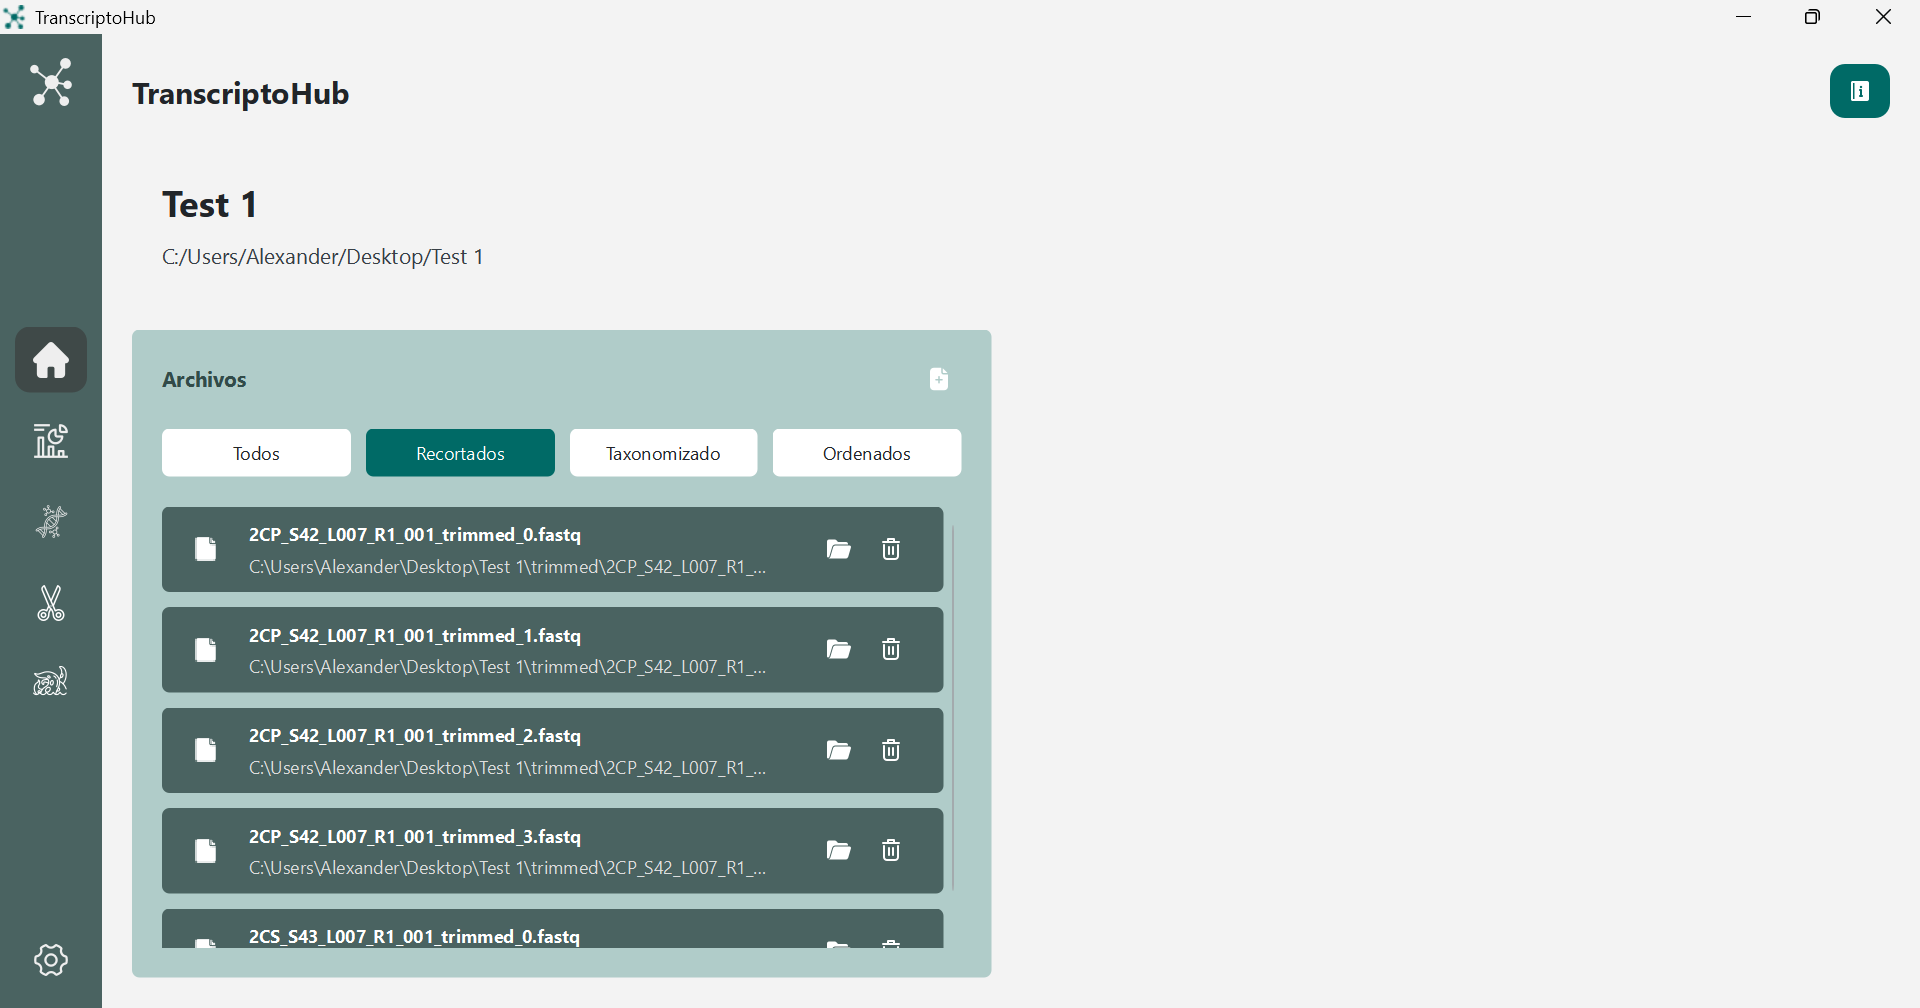 TranscriptoHub
TranscriptoHub
Test 1
C:/Users/Alexander/Desktop/Test 1
Archivos
Todos
Recortados
Taxonomizado
Ordenados
2CP_S42_L007_R1_001_trimmed_0.fastq
C:\Users\Alexander\Desktop\Test 1\trimmed\2CP_S42_L007_R1_...
2CP_S42_L007_R1_001_trimmed_1.fastq
C:\Users\Alexander\Desktop\Test 1\trimmed\2CP_S42_L007_R1_...
2CP_S42_L007_R1_001_trimmed_2.fastq
C:\Users\Alexander\Desktop\Test 1\trimmed\2CP_S42_L007_R1_...
2CP_S42_L007_R1_001_trimmed_3.fastq
C:\Users\Alexander\Desktop\Test 1\trimmed\2CP_S42_L007_R1_...
2CS_S43_L007_R1_001_trimmed_0.fastq